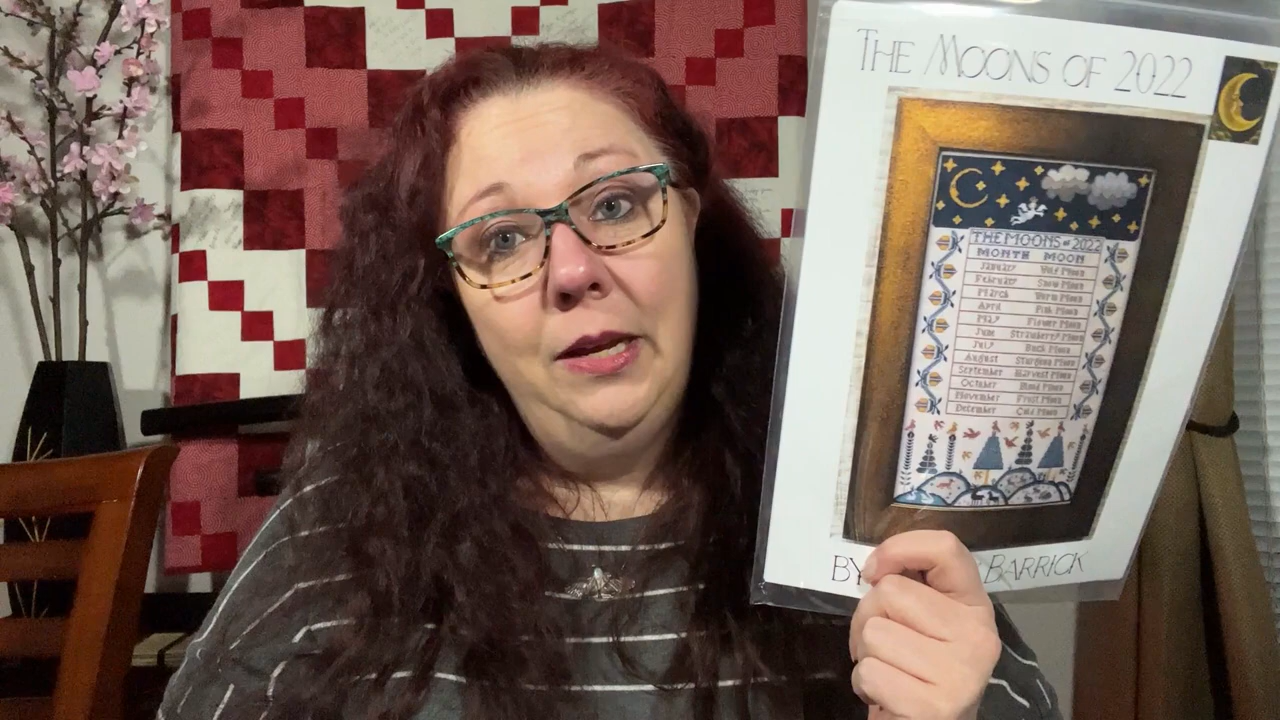 THE MOONS OF 2022
THE MOONS of 2022
MONTH MOON
January Wolf Moon
February Snow Moon
March Worm Moon
April Pink Moon
May Flower Moon
June Strawberry Moon
July Buck Moon
August Sturgeon Moon
September Harvest Moon
October Hund Moon
November Frost Moon
December Cold Moon
BY BARRICK